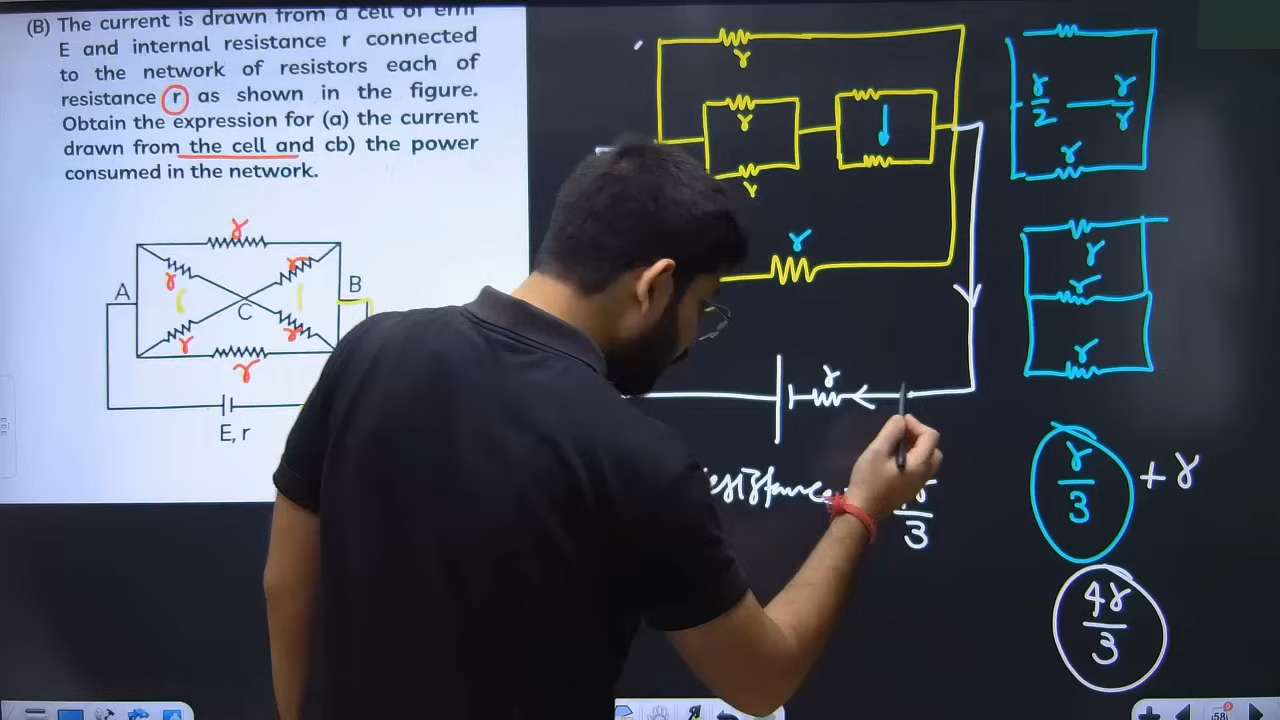 (B) The current is drawn from a cell of emf
E and internal resistance r connected
to the network of resistors each of
resistance r as shown in the figure.
Obtain the expression for (a) the current
drawn from the cell and cb) the power
consumed in the network.
r
r
r
A
B
C
r
r
r
E, r
r
r
r
r
r
r/2
r/r
r
r
r
r
r/3 + r
4r/3